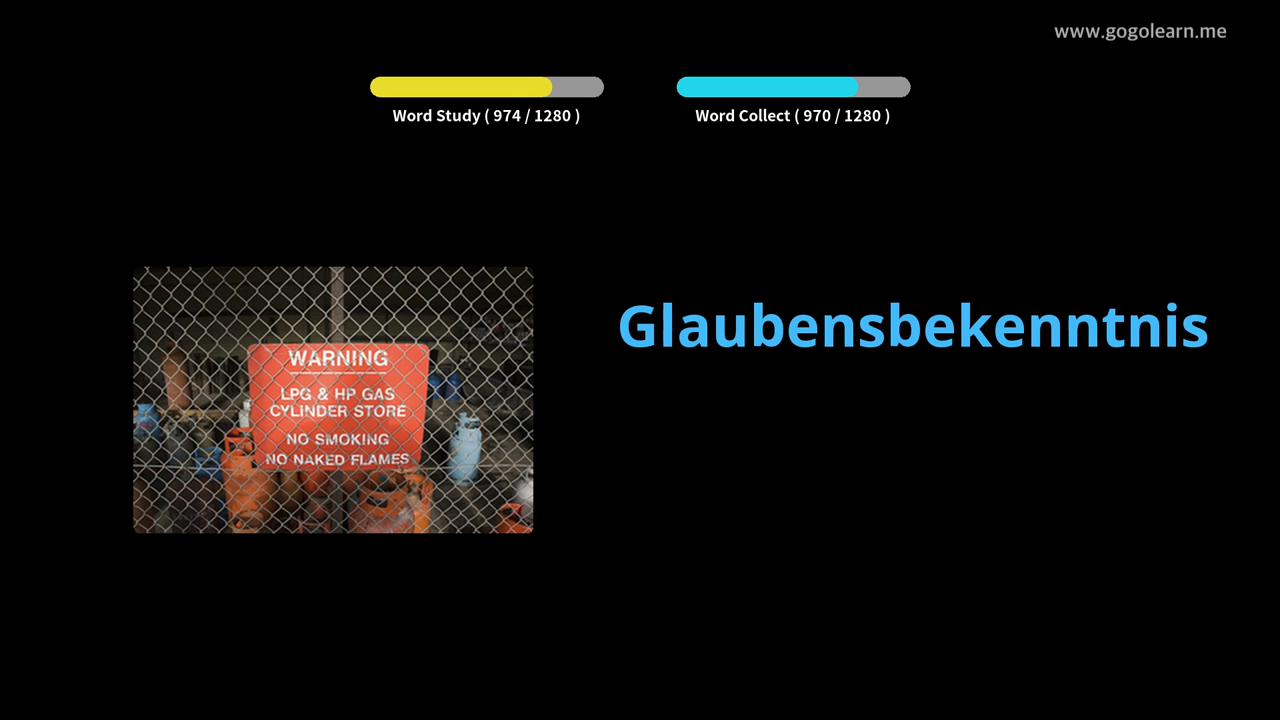 www.gogolearn.me
Word Study ( 974 / 1280 )
Word Collect ( 970 / 1280 )
Glaubensbekenntnis
WARNING
LPG & HP GAS
CYLINDER STORE
NO SMOKING
NO NAKED FLAMES